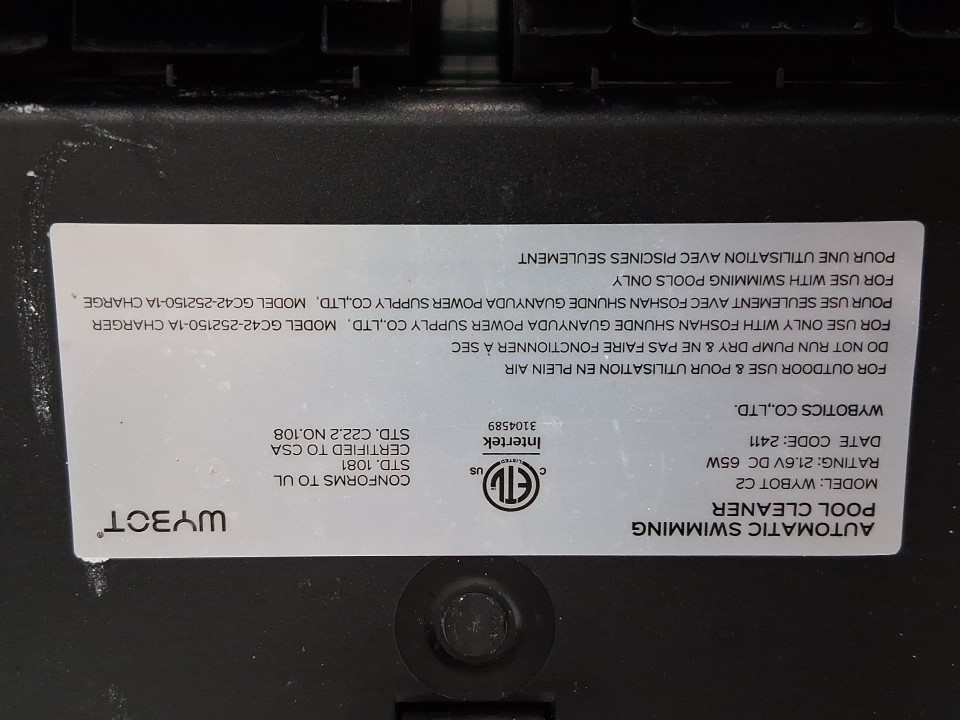 AUTOMATIC SWIMMING
POOL CLEANER
WYBOT®
MODEL: WYBOT C2
RATING: 21.6V DC 65W
DATE CODE: 2411
WYBOTICS CO.,LTD.
ETL
CM
LISTED
C US
Intertek
3104589
CONFORMS TO UL
STD. 1081
CERTIFIED TO CSA
STD. C22.2 NO.108
FOR OUTDOOR USE & POUR UTILISATION EN PLEIN AIR
DO NOT RUN PUMP DRY & NE PAS FAIRE FONCTIONNER À SEC
FOR USE ONLY WITH FOSHAN SHUNDE GUANYUDA POWER SUPPLY CO.,LTD, MODEL GC42-252150-1A CHARGER
POUR USE SEULEMENT AVEC FOSHAN SHUNDE GUANYUDA POWER SUPPLY CO.,LTD, MODEL GC42-252150-1A CHARGE
FOR USE WITH SWIMMING POOLS ONLY
POUR UNE UTILISATION AVEC PISCINES SEULEMENT